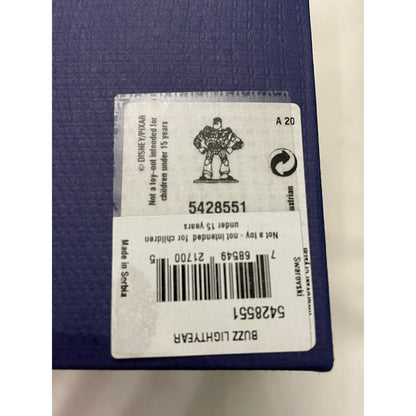 © DISNEY/PIXAR
Not a toy-not intended for
children under 15 years
A 20
5428551
BUZZ LIGHTYEAR
5428551
7 68549 21700 5
Not a toy - not intended for children
under 15 years
Made in Serbia
Swarovski